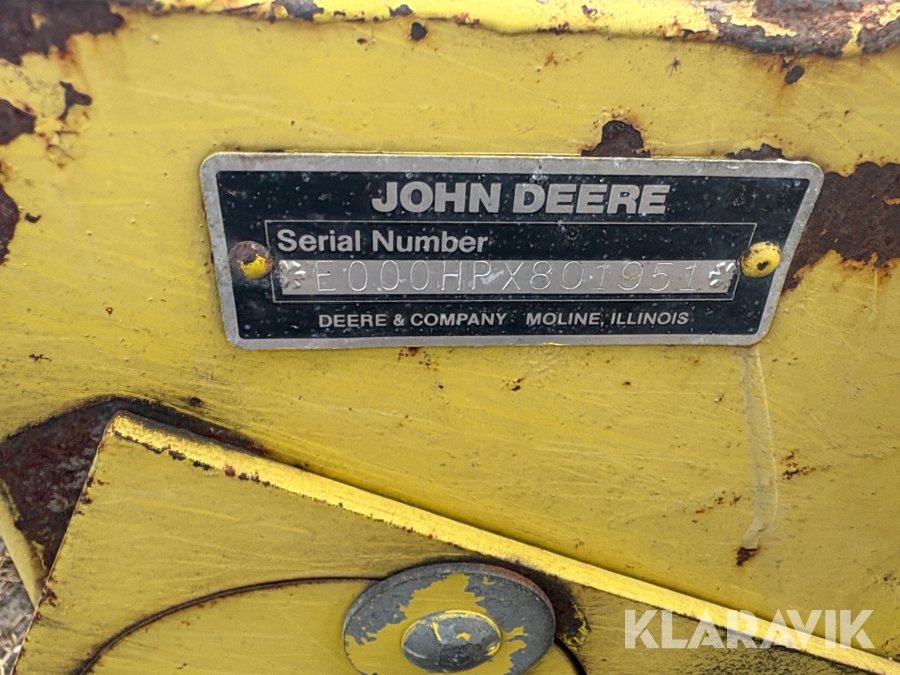 JOHN DEERE
Serial Number
*E000HPX801951*
DEERE & COMPANY MOLINE, ILLINOIS
KLARAVIK